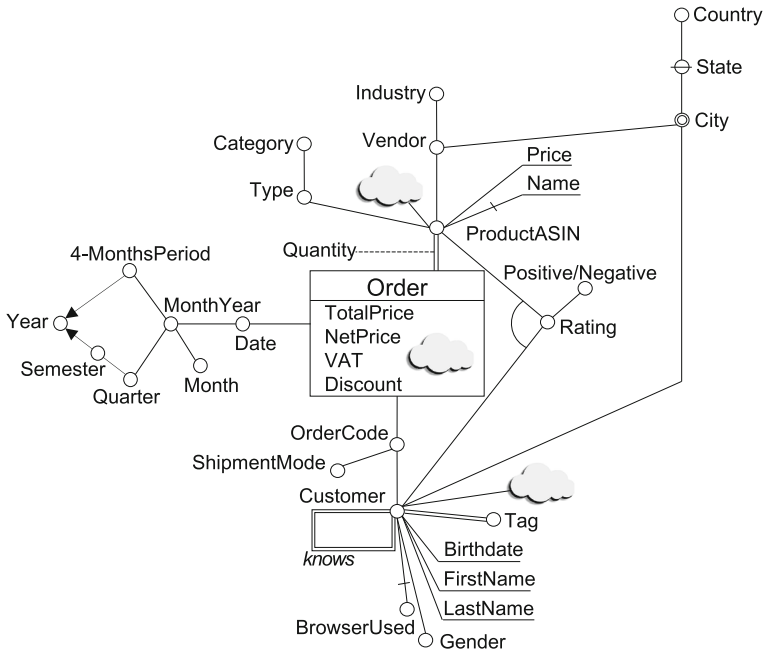 Country
State
City
Industry
Vendor
Category
Type
Price
Name
ProductASIN
Quantity
4-MonthsPeriod
Positive/Negative
Order
MonthYear
Year
TotalPrice
Rating
Date
NetPrice
VAT
Semester
Month
Discount
Quarter
OrderCode
ShipmentMode
Customer
Tag
Birthdate
knows
FirstName
LastName
BrowserUsed
Gender